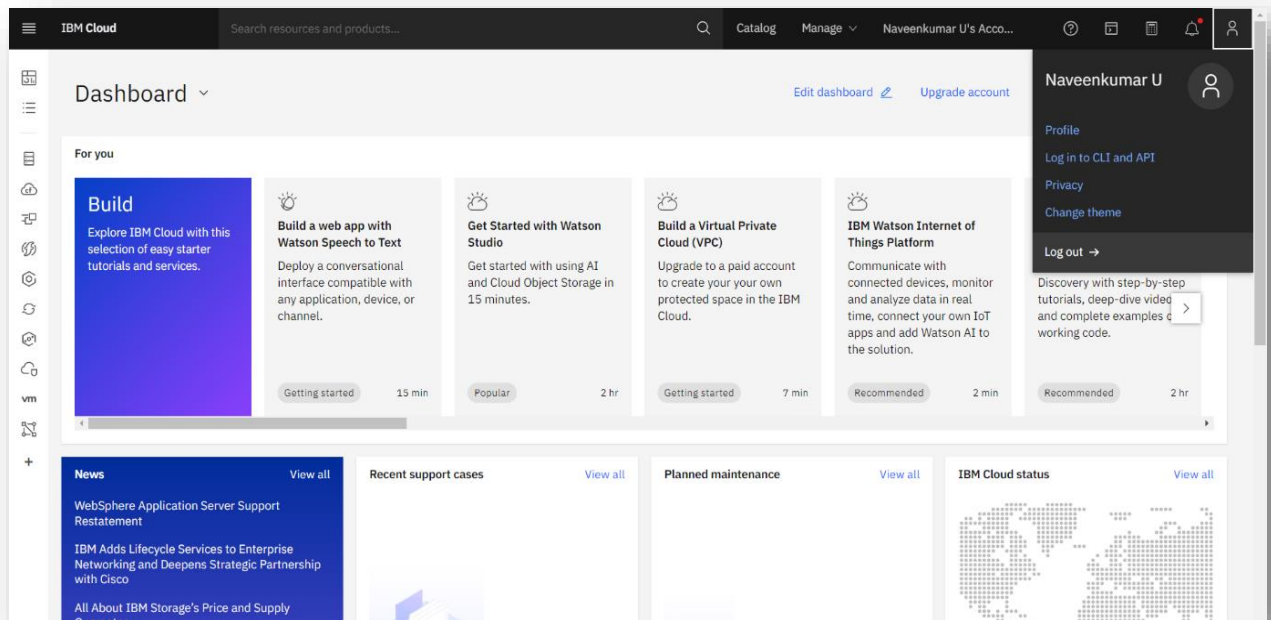 IBM Cloud
Search resources and products...
Catalog
Manage
Naveenkumar U's Acco...
Naveenkumar U
Profile
Log in to CLI and API
Privacy
Change theme
Log out →
Dashboard
Edit dashboard
Upgrade account
For you
Build
Explore IBM Cloud with this
selection of easy starter
tutorials and services.
Build a web app with
Watson Speech to Text
Deploy a conversational
interface compatible with
any application, device, or
channel.
Getting started
15 min
Get Started with Watson
Studio
Get started with using AI
and Cloud Object Storage in
15 minutes.
Popular
2 hr
Build a Virtual Private
Cloud (VPC)
Upgrade to a paid account
to create your your own
protected space in the IBM
Cloud.
Getting started
7 min
IBM Watson Internet of
Things Platform
Communicate with
connected devices, monitor
and analyze data in real
time, connect your own IoT
apps and add Watson AI to
the solution.
Recommended
2 min
Discovery with step-by-step
tutorials, deep-dive video
and complete examples
working code.
Recommended
2 hr
vm
News
View all
WebSphere Application Server Support
Restatement
IBM Adds Lifecycle Services to Enterprise
Networking and Deepens Strategic Partnership
with Cisco
All About IBM Storage's Price and Supply
Recent support cases
View all
Planned maintenance
View all
IBM Cloud status
View all